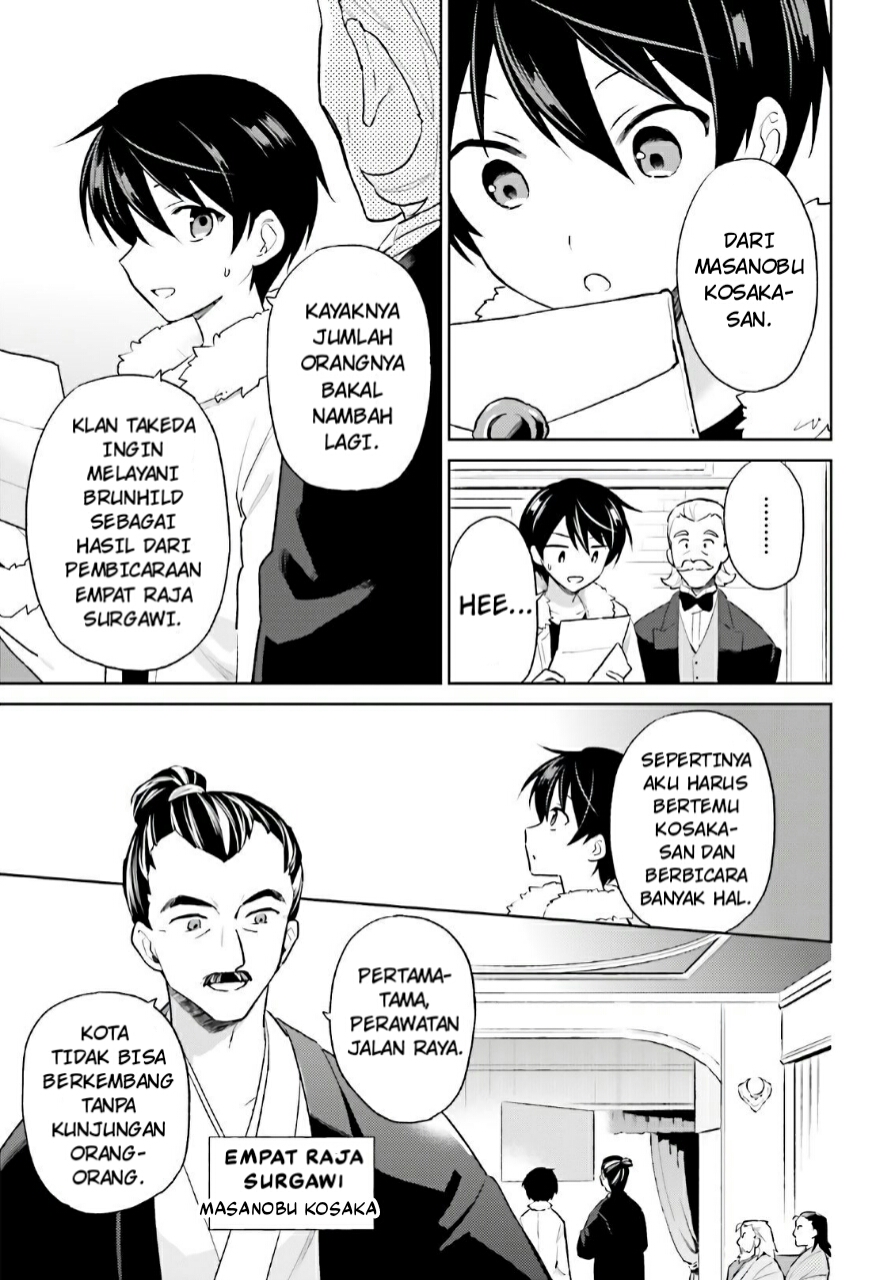 DARI
MASANOBU
KOSAKA-
SAN.
.........
HEE...
KAYAKNYA
JUMLAH
ORANGNYA
BAKAL
NAMBAH
LAGI.
KLAN TAKEDA
INGIN
MELAYANI
BRUNHILD
SEBAGAI
HASIL DARI
PEMBICARAAN
EMPAT RAJA
SURGAWI.
SEPERTINYA
AKU HARUS
BERTEMU
KOSAKA-
SAN DAN
BERBICARA
BANYAK HAL.
PERTAMA-
TAMA,
PERAWATAN
JALAN RAYA.
KOTA
TIDAK BISA
BERKEMBANG
TANPA
KUNJUNGAN
ORANG-
ORANG.
EMPAT RAJA
SURGAWI
MASANOBU KOSAKA